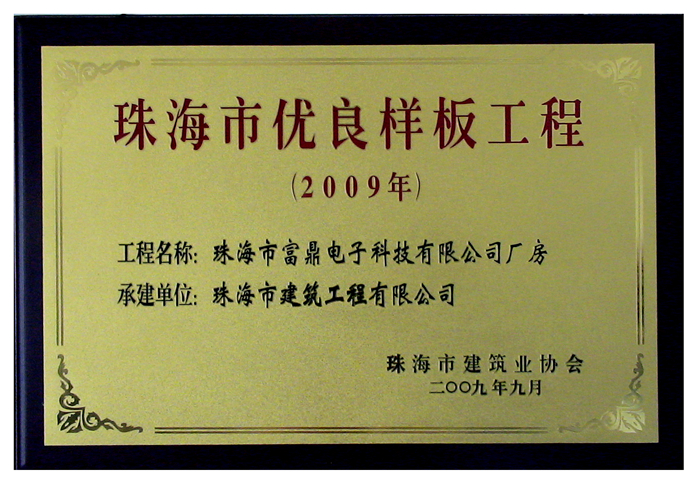 珠海市优良样板工程
(2009年)
工程名称：珠海市富鼎电子科技有限公司厂房
承建单位：珠海市建筑工程有限公司
珠海市建筑业协会
二〇〇九年九月